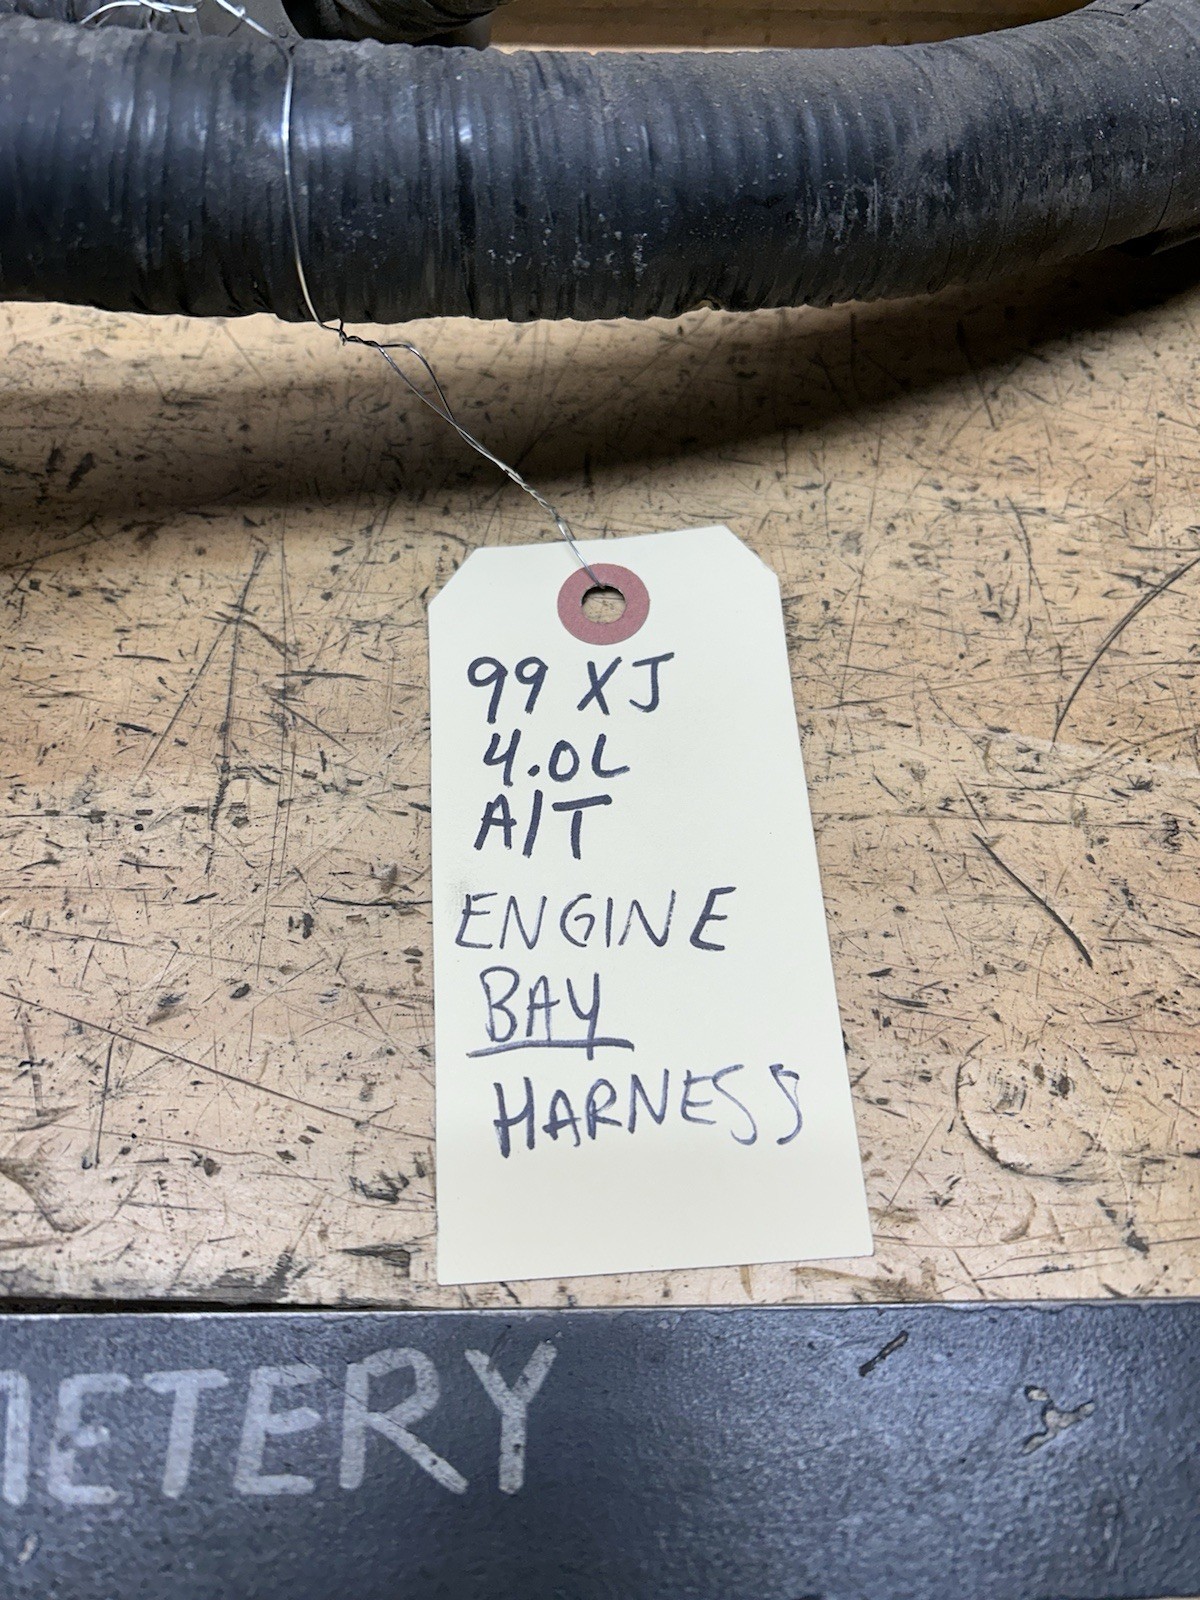 99 XJ
4.0L
A/T
ENGINE
BAY
HARNESS
METERY